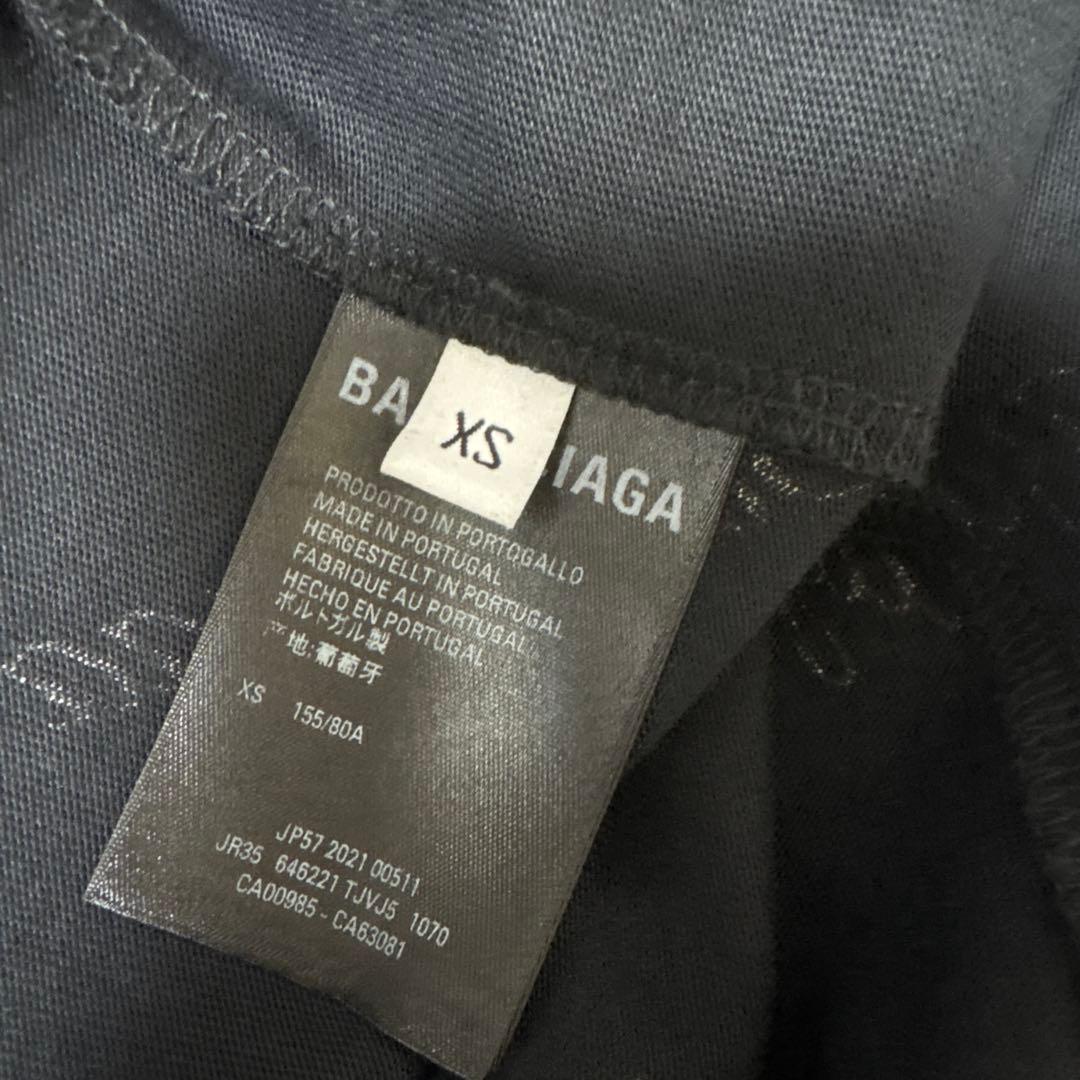 BA IAGA
XS
PRODOTTO IN PORTOGALLO
MADE IN PORTUGAL
HERGESTELLT IN PORTUGAL
FABRIQUE AU PORTUGAL
HECHO EN PORTUGAL
ポルトガル製
产地:葡萄牙
XS 155/80A
JP57 2021 00511
JR35 646221 TJVJ5 1070
CA00985 - CA63081